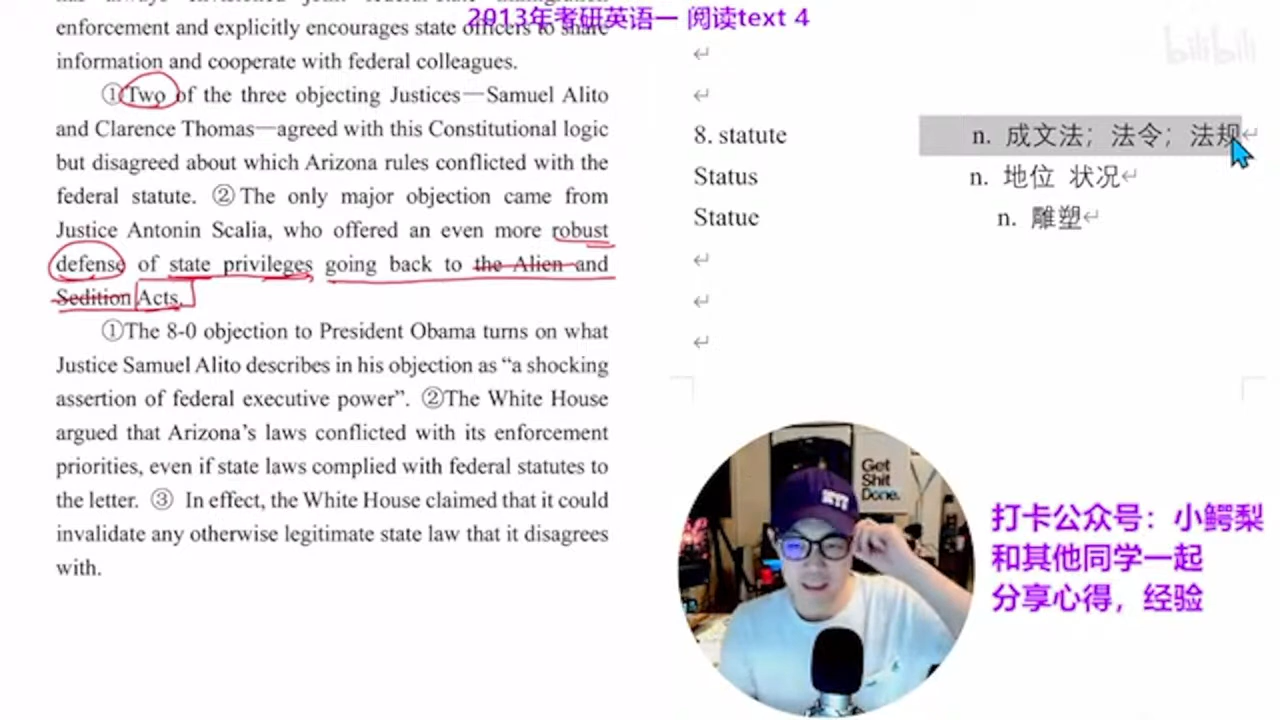 2013年考研英语一 阅读text 4
enforcement and explicitly encourages state officers to share
information and cooperate with federal colleagues.
①Two of the three objecting Justices—Samuel Alito
and Clarence Thomas—agreed with this Constitutional logic
but disagreed about which Arizona rules conflicted with the
federal statute. ②The only major objection came from
Justice Antonin Scalia, who offered an even more robust
defense of state privileges going back to the Alien and
Sedition Acts.
①The 8-0 objection to President Obama turns on what
Justice Samuel Alito describes in his objection as “a shocking
assertion of federal executive power”. ②The White House
argued that Arizona’s laws conflicted with its enforcement
priorities, even if state laws complied with federal statutes to
the letter. ③ In effect, the White House claimed that it could
invalidate any otherwise legitimate state law that it disagrees
with.
bilibili
8. statute n. 成文法；法令；法规
Status n. 地位 状况
Statue n. 雕塑
Get
Shit
Done.
NY
打卡公众号：小鳄梨
和其他同学一起
分享心得，经验